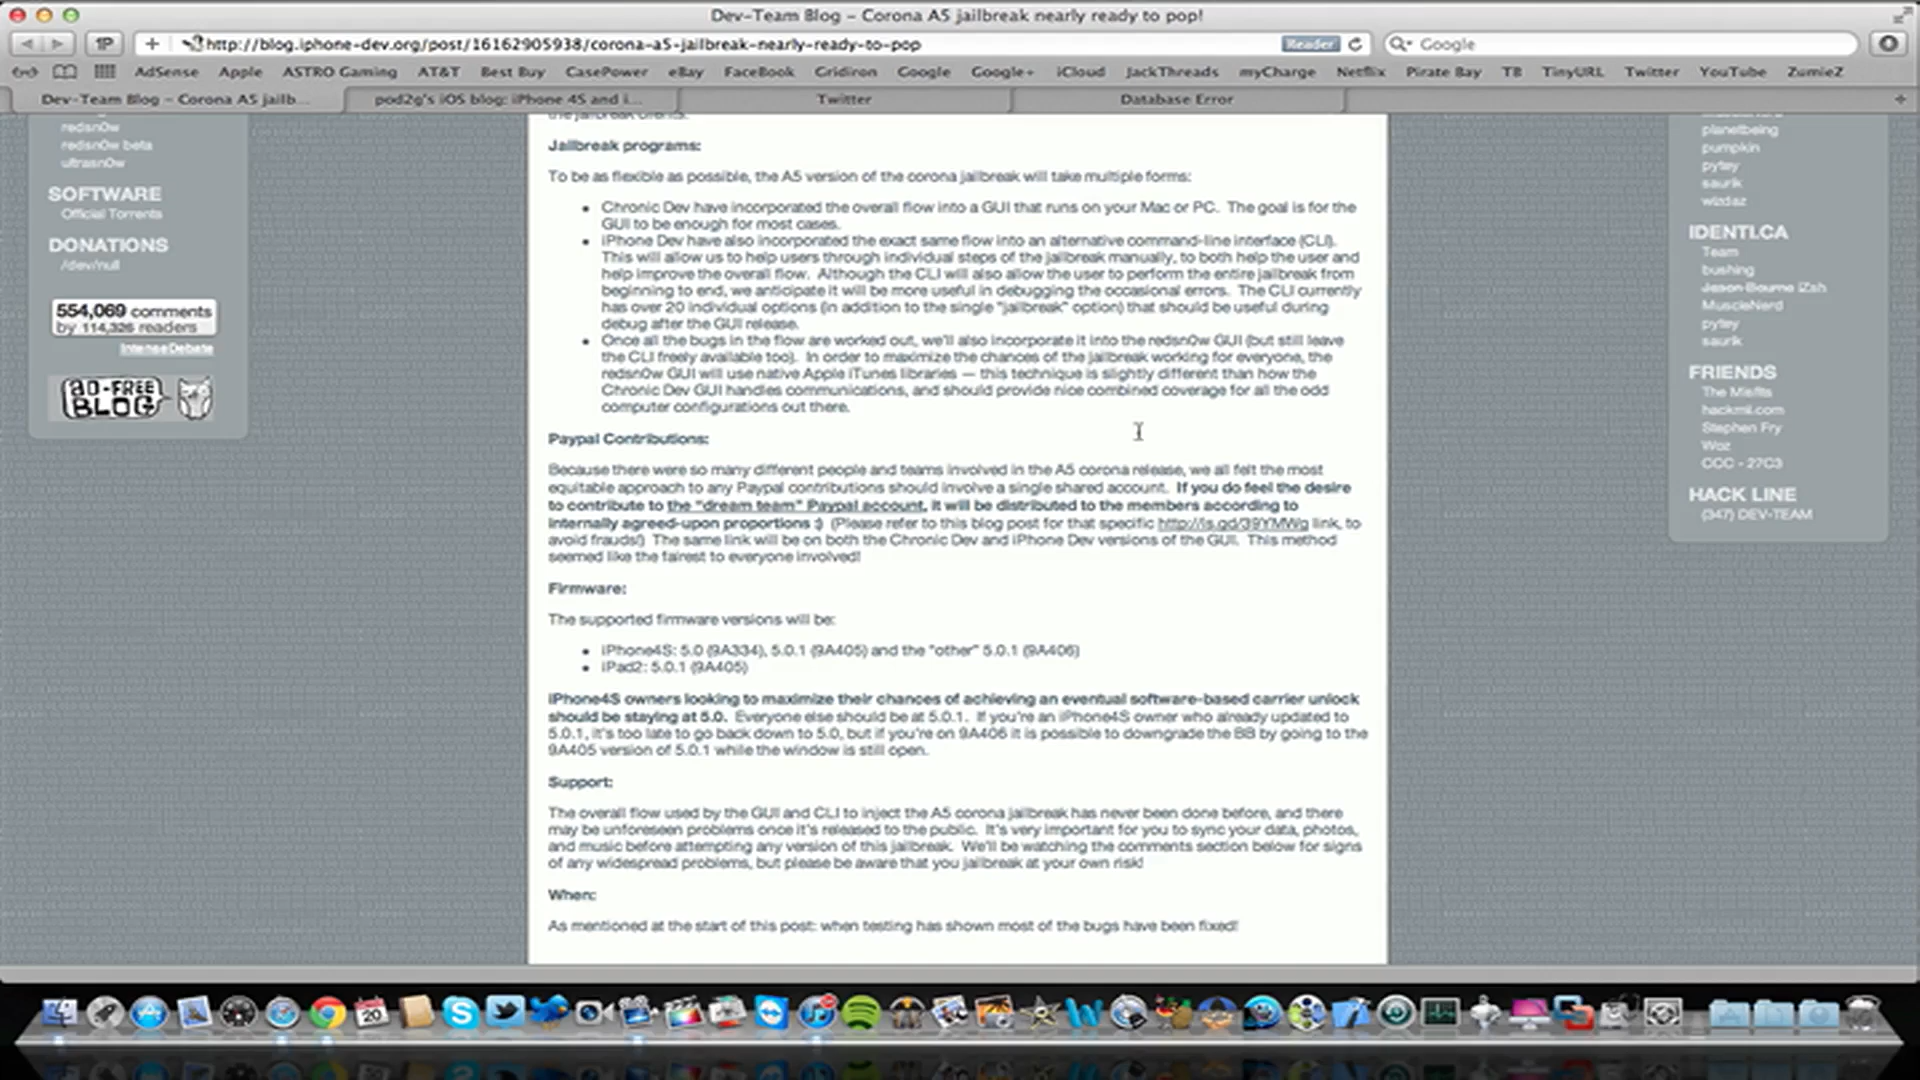 Dev-Team Blog – Corona A5 jailbreak nearly ready to pop!
http://blog.iphone-dev.org/post/16162905938/corona-a5-jailbreak-nearly-ready-to-pop
Reader
Google
AdSense Apple ASTRO Gaming AT&T Best Buy CasePower eBay FaceBook Gridiron Google Google+ iCloud JackThreads myCharge Netflix Pirate Bay TB TinyURL Twitter YouTube ZumieZ
Dev-Team Blog – Corona A5 jailb...
pod2g's iOS blog: iPhone 4S and i...
Twitter
Database Error
redsn0w
redsn0w beta
ultrasn0w
SOFTWARE
Official Torrents
DONATIONS
/dev/null
554,069 comments
by 114,326 readers
IntenseDebate
AD-FREE
BLOG
the jailbreak clients.
Jailbreak programs:
To be as flexible as possible, the A5 version of the corona jailbreak will take multiple forms:
• Chronic Dev have incorporated the overall flow into a GUI that runs on your Mac or PC. The goal is for the
GUI to be enough for most cases.
• iPhone Dev have also incorporated the exact same flow into an alternative command-line interface (CLI).
This will allow us to help users through individual steps of the jailbreak manually, to both help the user and
help improve the overall flow. Although the CLI will also allow the user to perform the entire jailbreak from
beginning to end, we anticipate it will be more useful in debugging the occasional errors. The CLI currently
has over 20 individual options (in addition to the single "jailbreak" option) that should be useful during
debug after the GUI release.
• Once all the bugs in the flow are worked out, we'll also incorporate it into the redsn0w GUI (but still leave
the CLI freely available too). In order to maximize the chances of the jailbreak working for everyone, the
redsn0w GUI will use native Apple iTunes libraries — this technique is slightly different than how the
Chronic Dev GUI handles communications, and should provide nice combined coverage for all the odd
computer configurations out there.
Paypal Contributions:
Because there were so many different people and teams involved in the A5 corona release, we all felt the most
equitable approach to any Paypal contributions should involve a single shared account. If you do feel the desire
to contribute to the "dream team" Paypal account, it will be distributed to the members according to
internally agreed-upon proportions :) (Please refer to this blog post for that specific http://is.gd/39YMWg link, to
avoid frauds!) The same link will be on both the Chronic Dev and iPhone Dev versions of the GUI. This method
seemed like the fairest to everyone involved!
Firmware:
The supported firmware versions will be:
• iPhone4S: 5.0 (9A334), 5.0.1 (9A405) and the "other" 5.0.1 (9A406)
• iPad2: 5.0.1 (9A405)
iPhone4S owners looking to maximize their chances of achieving an eventual software-based carrier unlock
should be staying at 5.0. Everyone else should be at 5.0.1. If you're an iPhone4S owner who already updated to
5.0.1, it's too late to go back down to 5.0, but if you're on 9A406 it is possible to downgrade the BB by going to the
9A405 version of 5.0.1 while the window is still open.
Support:
The overall flow used by the GUI and CLI to inject the A5 corona jailbreak has never been done before, and there
may be unforeseen problems once it's released to the public. It's very important for you to sync your data, photos,
and music before attempting any version of this jailbreak. We'll be watching the comments section below for signs
of any widespread problems, but please be aware that you jailbreak at your own risk!
When:
As mentioned at the start of this post: when testing has shown most of the bugs have been fixed!
planetbeing
pumpkin
pytey
saurik
wizdaz
IDENTI.CA
Team
bushing
Jason Bourne iZsh
MuscleNerd
pytey
saurik
FRIENDS
The Misfits
hackmii.com
Stephen Fry
Woz
CCC - 27C3
HACK LINE
(347) DEV-TEAM
20